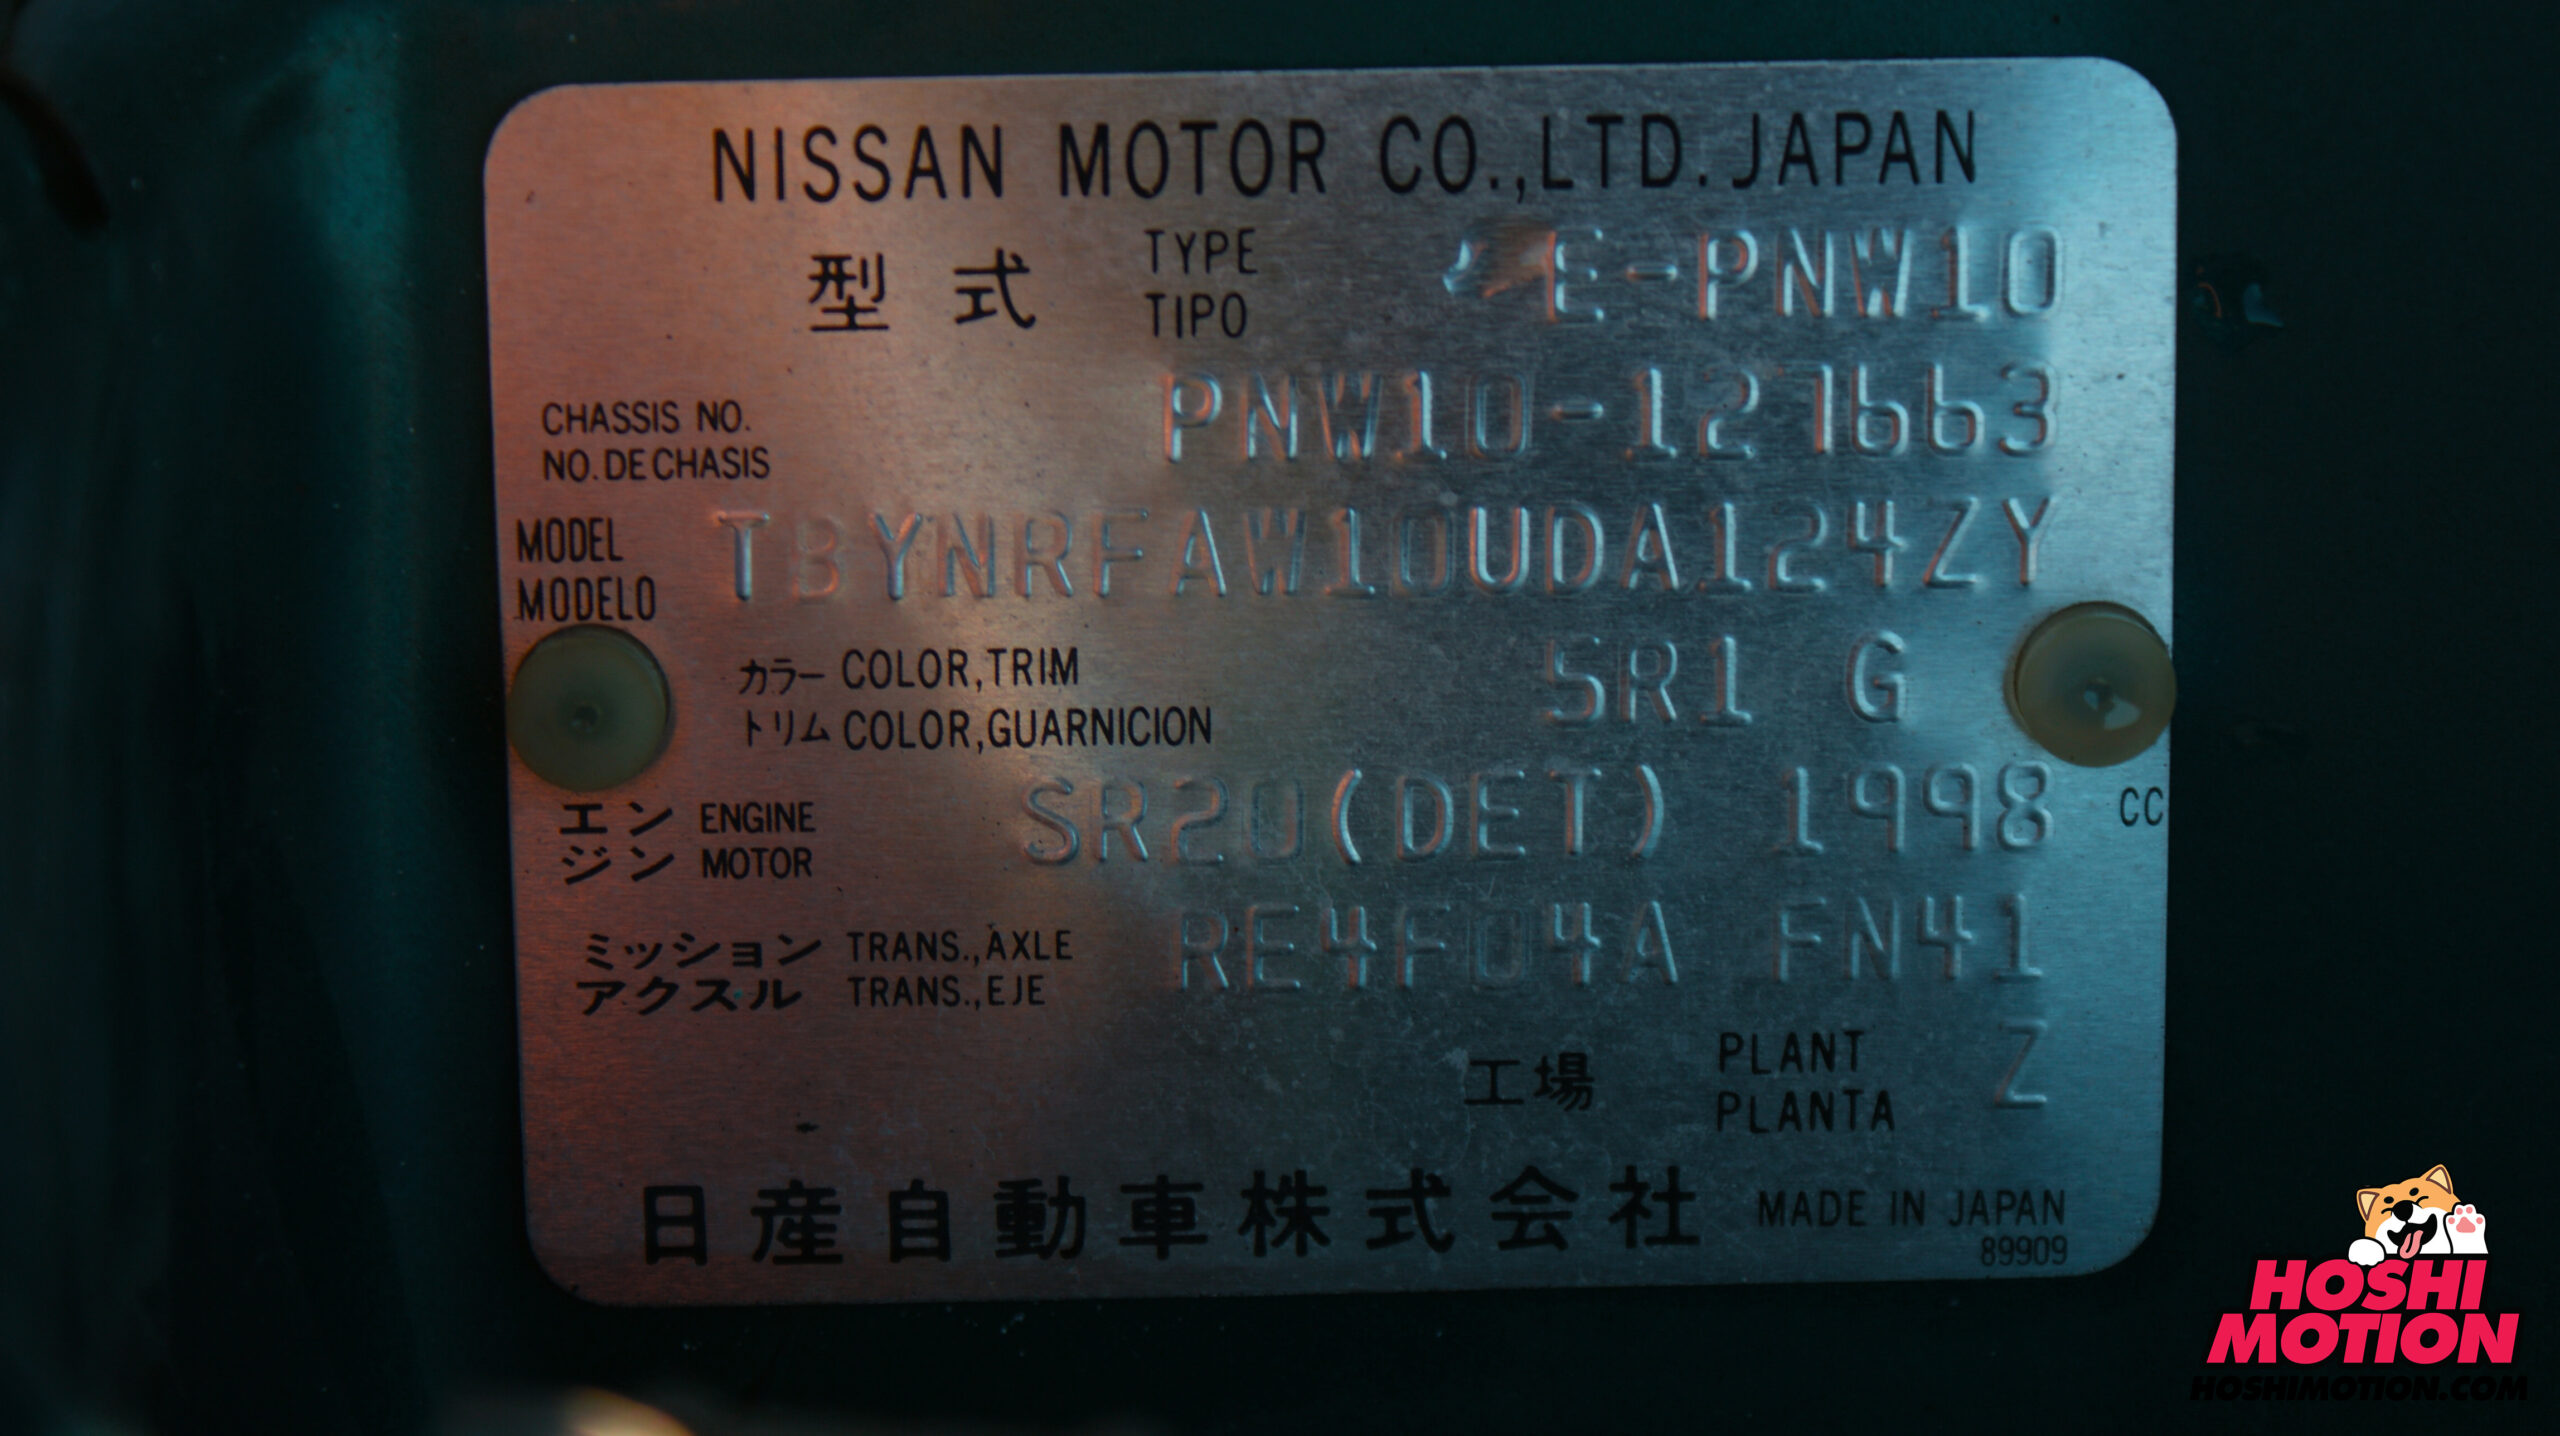 NISSAN MOTOR CO.,LTD.JAPAN
型式 TYPE E-PNW10
TIPO
CHASSIS NO. PNW10-127663
NO.DE CHASIS
MODEL TBYNRFAW10UDA124ZY
MODELO
カラー COLOR,TRIM 5R1 G
トリム COLOR,GUARNICION
エン ENGINE SR20(DET) 1998 CC
ジン MOTOR
ミッション TRANS.,AXLE RE4F04A FN41
アクスル TRANS.,EJE
工場 PLANT Z
PLANTA
日産自動車株式会社 MADE IN JAPAN
89909
HOSHI
MOTION
HOSHIMOTION.COM